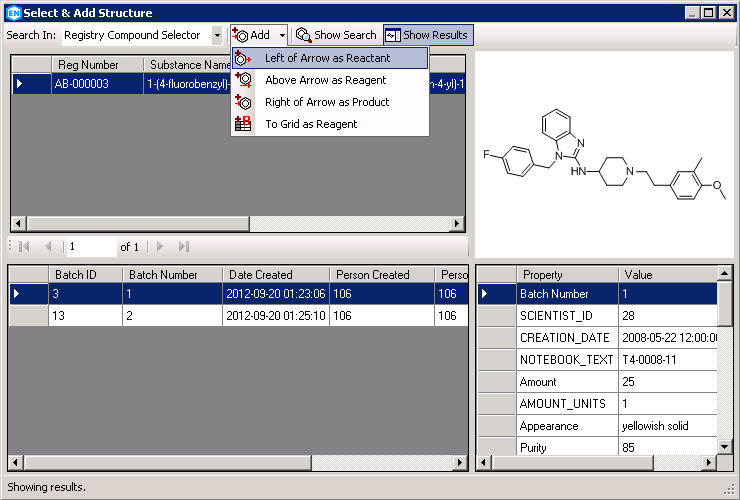 Select & Add Structure
Search In: Registry Compound Selector Add Show Search Show Results
Left of Arrow as Reactant
Above Arrow as Reagent
Right of Arrow as Product
To Grid as Reagent
Reg Number Substance Name
AB-000003 1-(4-fluorobenzyl)- n-4-yl)-1
F N N HN N O
1 of 1
Batch ID Batch Number Date Created Person Created Perso
3 1 2012-09-20 01:23:06 106 106
13 2 2012-09-20 01:25:10 106 106
Property Value
Batch Number 1
SCIENTIST_ID 28
CREATION_DATE 2008-05-22 12:00:00
NOTEBOOK_TEXT T4-0008-11
Amount 25
AMOUNT_UNITS 1
Appearance yellowish solid
Purity 85
Showing results.